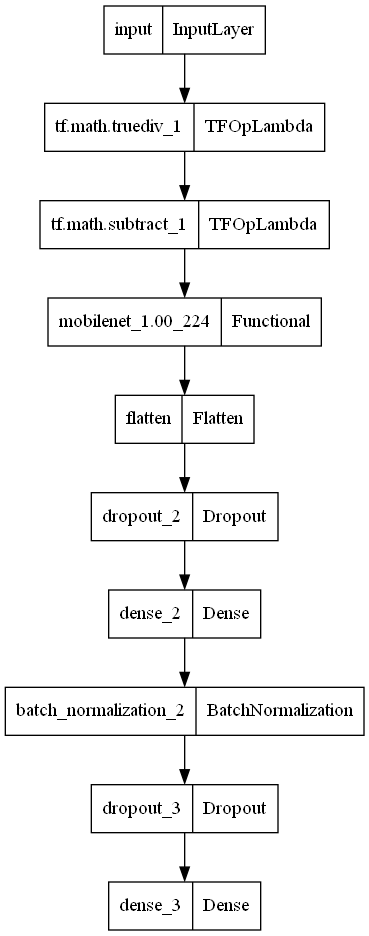 input InputLayer
tf.math.truediv_1 TFOpLambda
tf.math.subtract_1 TFOpLambda
mobilenet_1.00_224 Functional
flatten Flatten
dropout_2 Dropout
dense_2 Dense
batch_normalization_2 BatchNormalization
dropout_3 Dropout
dense_3 Dense